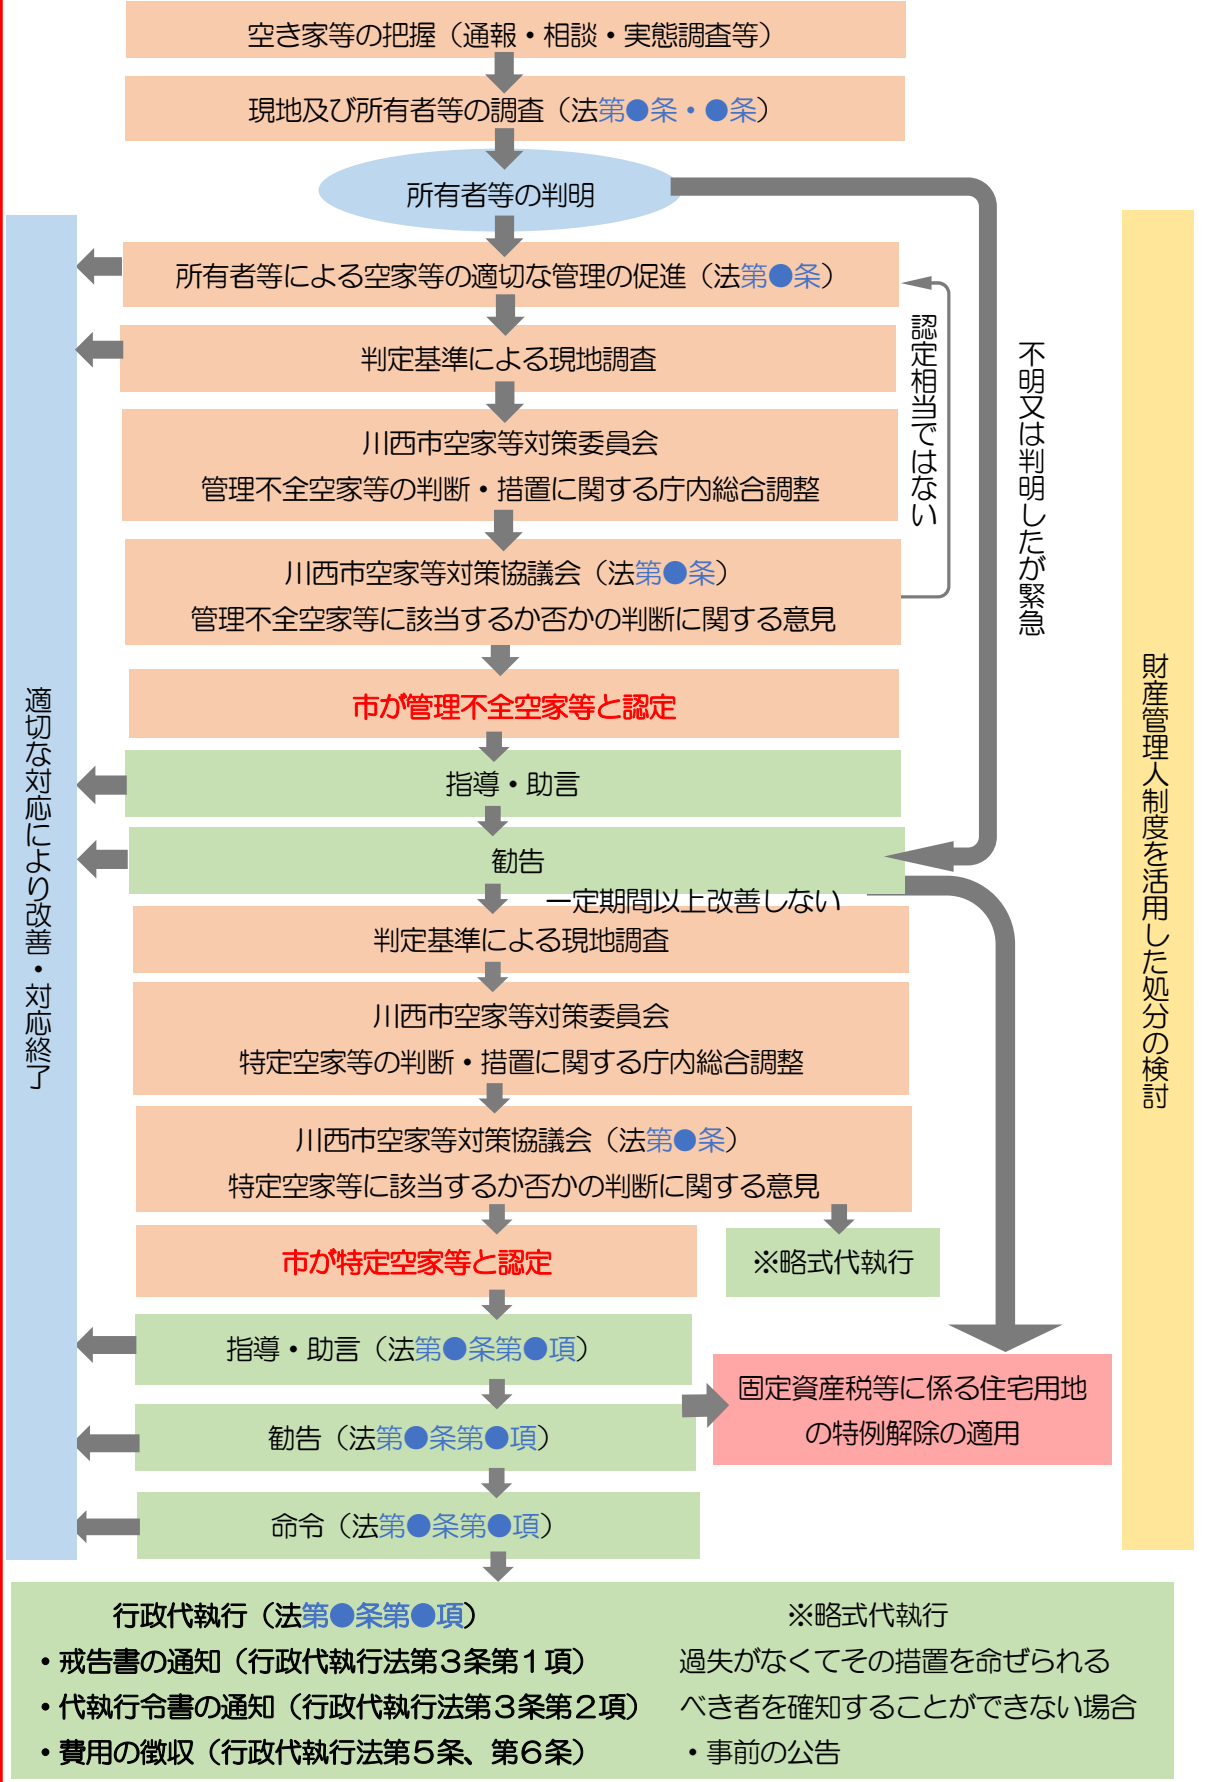 空き家等の把握（通報・相談・実態調査等）
現地及び所有者等の調査（法第●条・●条）
所有者等の判明
所有者等による空家等の適切な管理の促進（法第●条）
判定基準による現地調査
川西市空家等対策委員会
管理不全空家等の判断・措置に関する庁内総合調整
川西市空家等対策協議会（法第●条）
管理不全空家等に該当するか否かの判断に関する意見
認定相当ではない
不明又は判明したが緊急
市が管理不全空家等と認定
指導・助言
勧告
一定期間以上改善しない
判定基準による現地調査
川西市空家等対策委員会
特定空家等の判断・措置に関する庁内総合調整
川西市空家等対策協議会（法第●条）
特定空家等に該当するか否かの判断に関する意見
市が特定空家等と認定
※略式代執行
指導・助言（法第●条第●項）
勧告（法第●条第●項）
固定資産税等に係る住宅用地
の特例解除の適用
命令（法第●条第●項）
適切な対応により改善・対応終了
財産管理人制度を活用した処分の検討
行政代執行（法第●条第●項）
・戒告書の通知（行政代執行法第３条第１項）
・代執行令書の通知（行政代執行法第３条第２項）
・費用の徴収（行政代執行法第５条、第６条）
※略式代執行
過失がなくてその措置を命ぜられる
べき者を確知することができない場合
・事前の公告